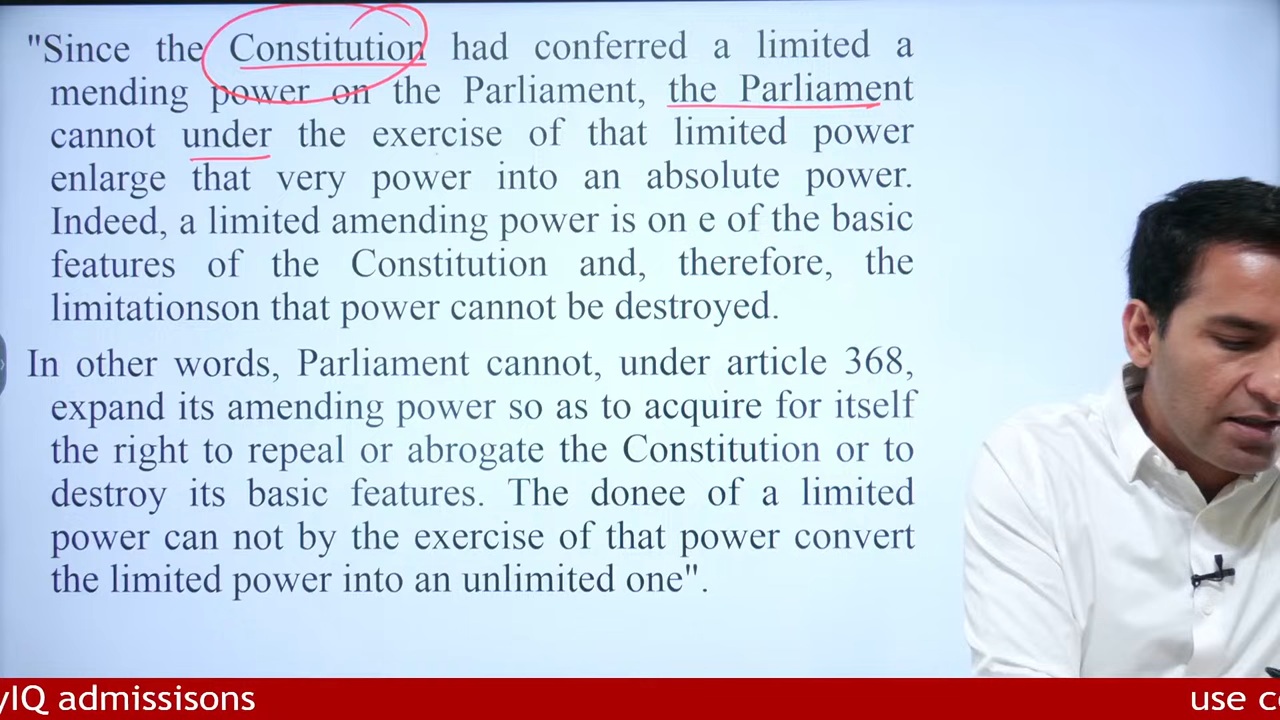 "Since the Constitution had conferred a limited a
mending power on the Parliament, the Parliament
cannot under the exercise of that limited power
enlarge that very power into an absolute power.
Indeed, a limited amending power is on e of the basic
features of the Constitution and, therefore, the
limitationson that power cannot be destroyed.
In other words, Parliament cannot, under article 368,
expand its amending power so as to acquire for itself
the right to repeal or abrogate the Constitution or to
destroy its basic features. The donee of a limited
power can not by the exercise of that power convert
the limited power into an unlimited one".
yIQ admissisons
use